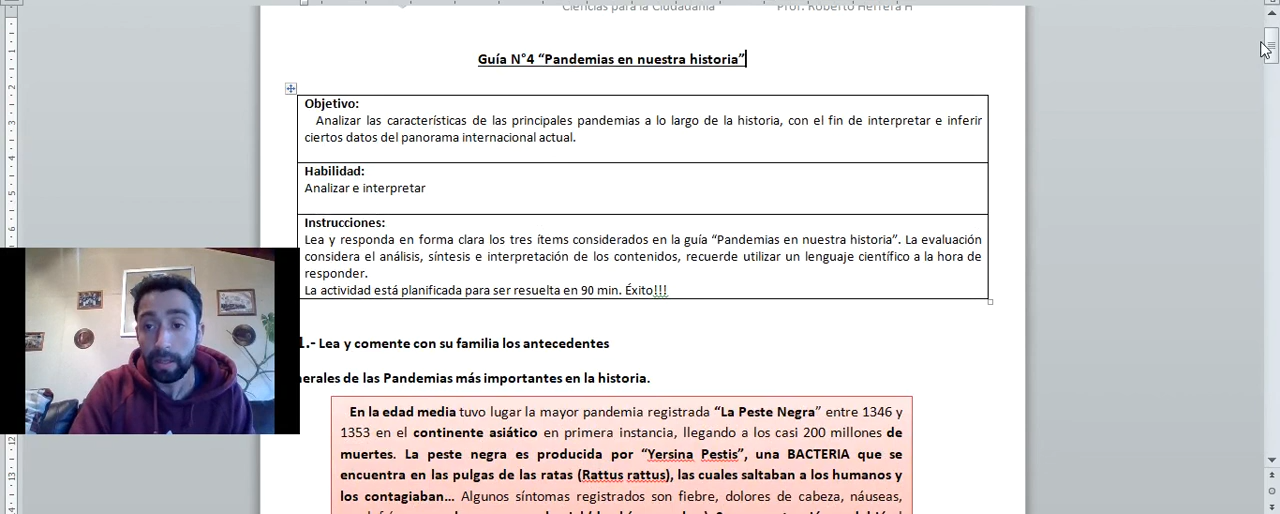 Ciencias para la Ciudadanía Prof. Roberto Herrera H
Guía N°4 “Pandemias en nuestra historia”
Objetivo:
Analizar las características de las principales pandemias a lo largo de la historia, con el fin de interpretar e inferir
ciertos datos del panorama internacional actual.
Habilidad:
Analizar e interpretar
Instrucciones:
Lea y responda en forma clara los tres ítems considerados en la guía “Pandemias en nuestra historia”. La evaluación
considera el análisis, síntesis e interpretación de los contenidos, recuerde utilizar un lenguaje científico a la hora de
responder.
La actividad está planificada para ser resuelta en 90 min. Éxito!!!
1.- Lea y comente con su familia los antecedentes
nerales de las Pandemias más importantes en la historia.
En la edad media tuvo lugar la mayor pandemia registrada “La Peste Negra” entre 1346 y
1353 en el continente asiático en primera instancia, llegando a los casi 200 millones de
muertes. La peste negra es producida por “Yersina Pestis”, una BACTERIA que se
encuentra en las pulgas de las ratas (Rattus rattus), las cuales saltaban a los humanos y
los contagiaban... Algunos síntomas registrados son fiebre, dolores de cabeza, náuseas,